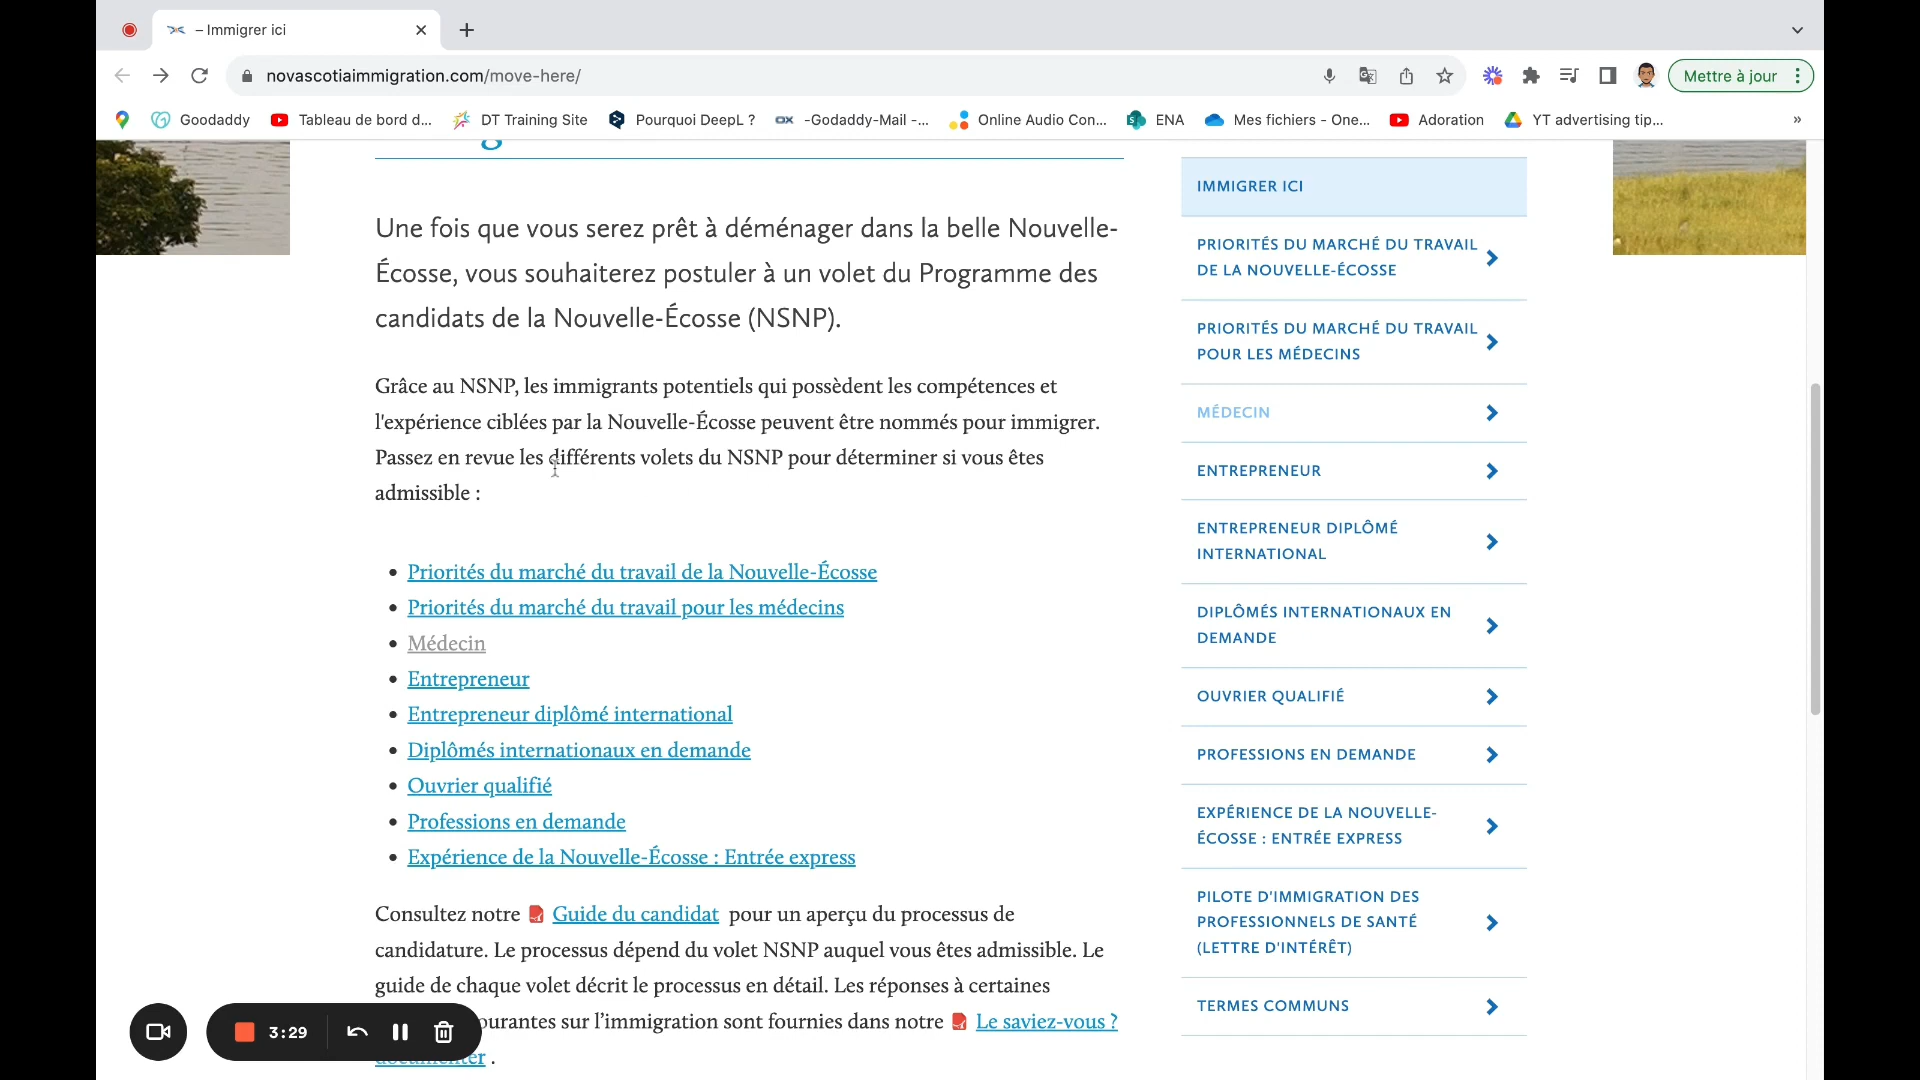 – Immigrer ici
novascotiaimmigration.com/move-here/
Mettre à jour
Goodaddy
Tableau de bord d...
DT Training Site
Pourquoi DeepL ?
-Godaddy-Mail -...
Online Audio Con...
ENA
Mes fichiers - One...
Adoration
YT advertising tip...
»
Une fois que vous serez prêt à déménager dans la belle Nouvelle-
Écosse, vous souhaiterez postuler à un volet du Programme des
candidats de la Nouvelle-Écosse (NSNP).
Grâce au NSNP, les immigrants potentiels qui possèdent les compétences et
l'expérience ciblées par la Nouvelle-Écosse peuvent être nommés pour immigrer.
Passez en revue les différents volets du NSNP pour déterminer si vous êtes
admissible :
• Priorités du marché du travail de la Nouvelle-Écosse
• Priorités du marché du travail pour les médecins
• Médecin
• Entrepreneur
• Entrepreneur diplômé international
• Diplômés internationaux en demande
• Ouvrier qualifié
• Professions en demande
• Expérience de la Nouvelle-Écosse : Entrée express
Consultez notre Guide du candidat pour un aperçu du processus de
candidature. Le processus dépend du volet NSNP auquel vous êtes admissible. Le
guide de chaque volet décrit le processus en détail. Les réponses à certaines
ourantes sur l'immigration sont fournies dans notre Le saviez-vous ?
.
3:29
IMMIGRER ICI
PRIORITÉS DU MARCHÉ DU TRAVAIL
DE LA NOUVELLE-ÉCOSSE
PRIORITÉS DU MARCHÉ DU TRAVAIL
POUR LES MÉDECINS
MÉDECIN
ENTREPRENEUR
ENTREPRENEUR DIPLÔMÉ
INTERNATIONAL
DIPLÔMÉS INTERNATIONAUX EN
DEMANDE
OUVRIER QUALIFIÉ
PROFESSIONS EN DEMANDE
EXPÉRIENCE DE LA NOUVELLE-
ÉCOSSE : ENTRÉE EXPRESS
PILOTE D'IMMIGRATION DES
PROFESSIONNELS DE SANTÉ
(LETTRE D'INTÉRÊT)
TERMES COMMUNS